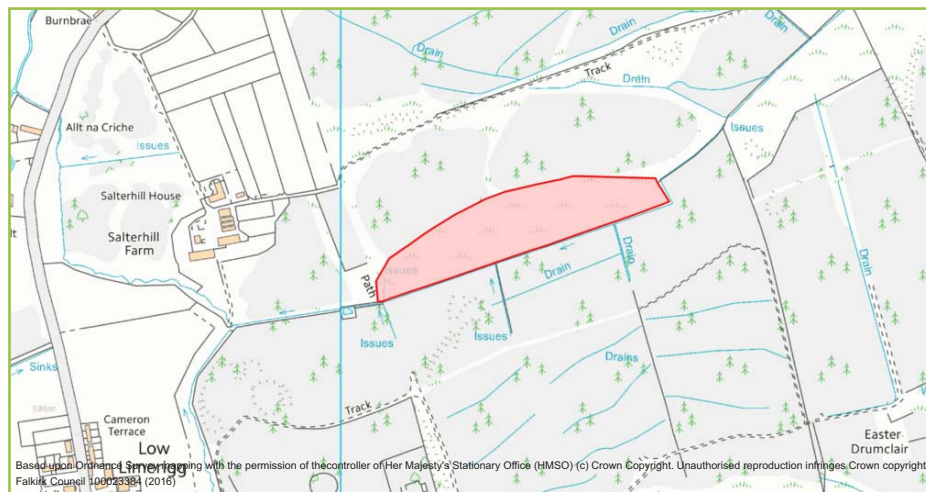 Burnbrae
Drain
Drain
Drain
Track
Drain
Allt na Criche
Issues
Issues
Salterhill House
Salterhill
Farm
Issues
Path
Drain
Drain
Drain
Issues
Issues
Sinks
Drains
Track
Cameron
Terrace
Low
Limerigg
Easter
Drumclair
Based upon Ordnance Survey mapping with the permission of thecontroller of Her Majesty's Stationary Office (HMSO) (c) Crown Copyright. Unauthorised reproduction infringes Crown copyright
Falkirk Council 100023384 (2016)